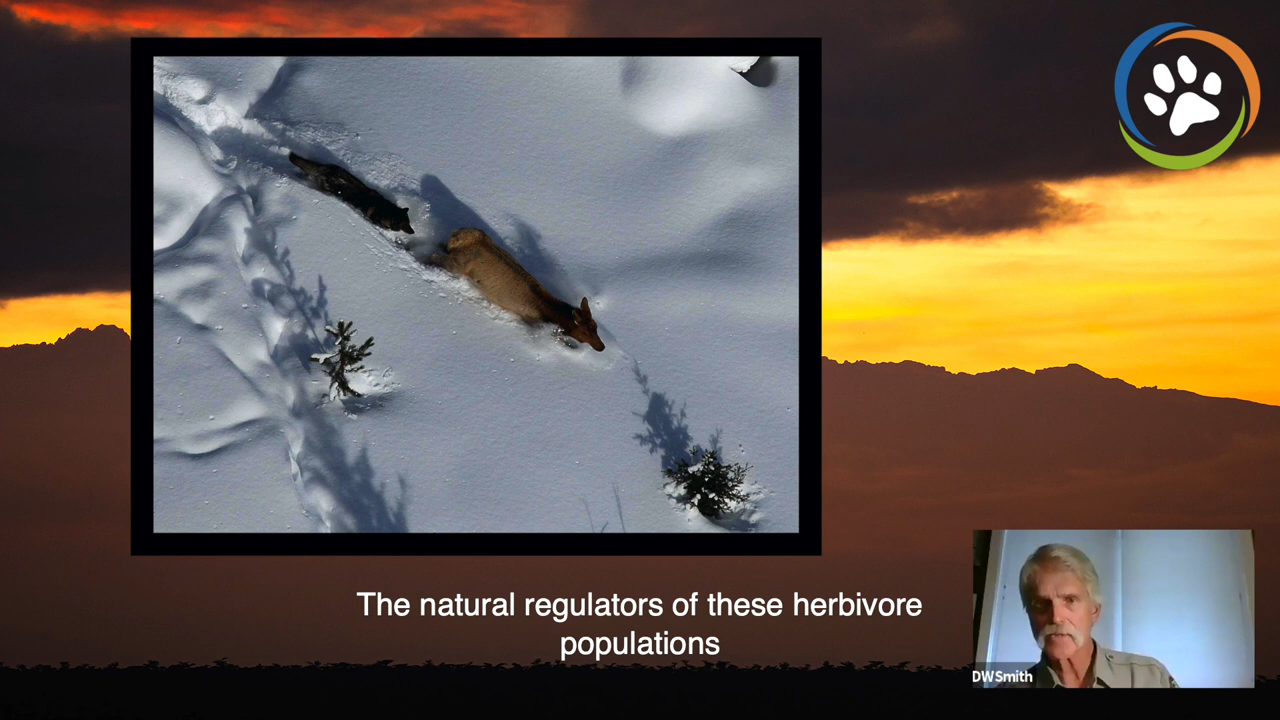 The natural regulators of these herbivore
populations
DWSmith